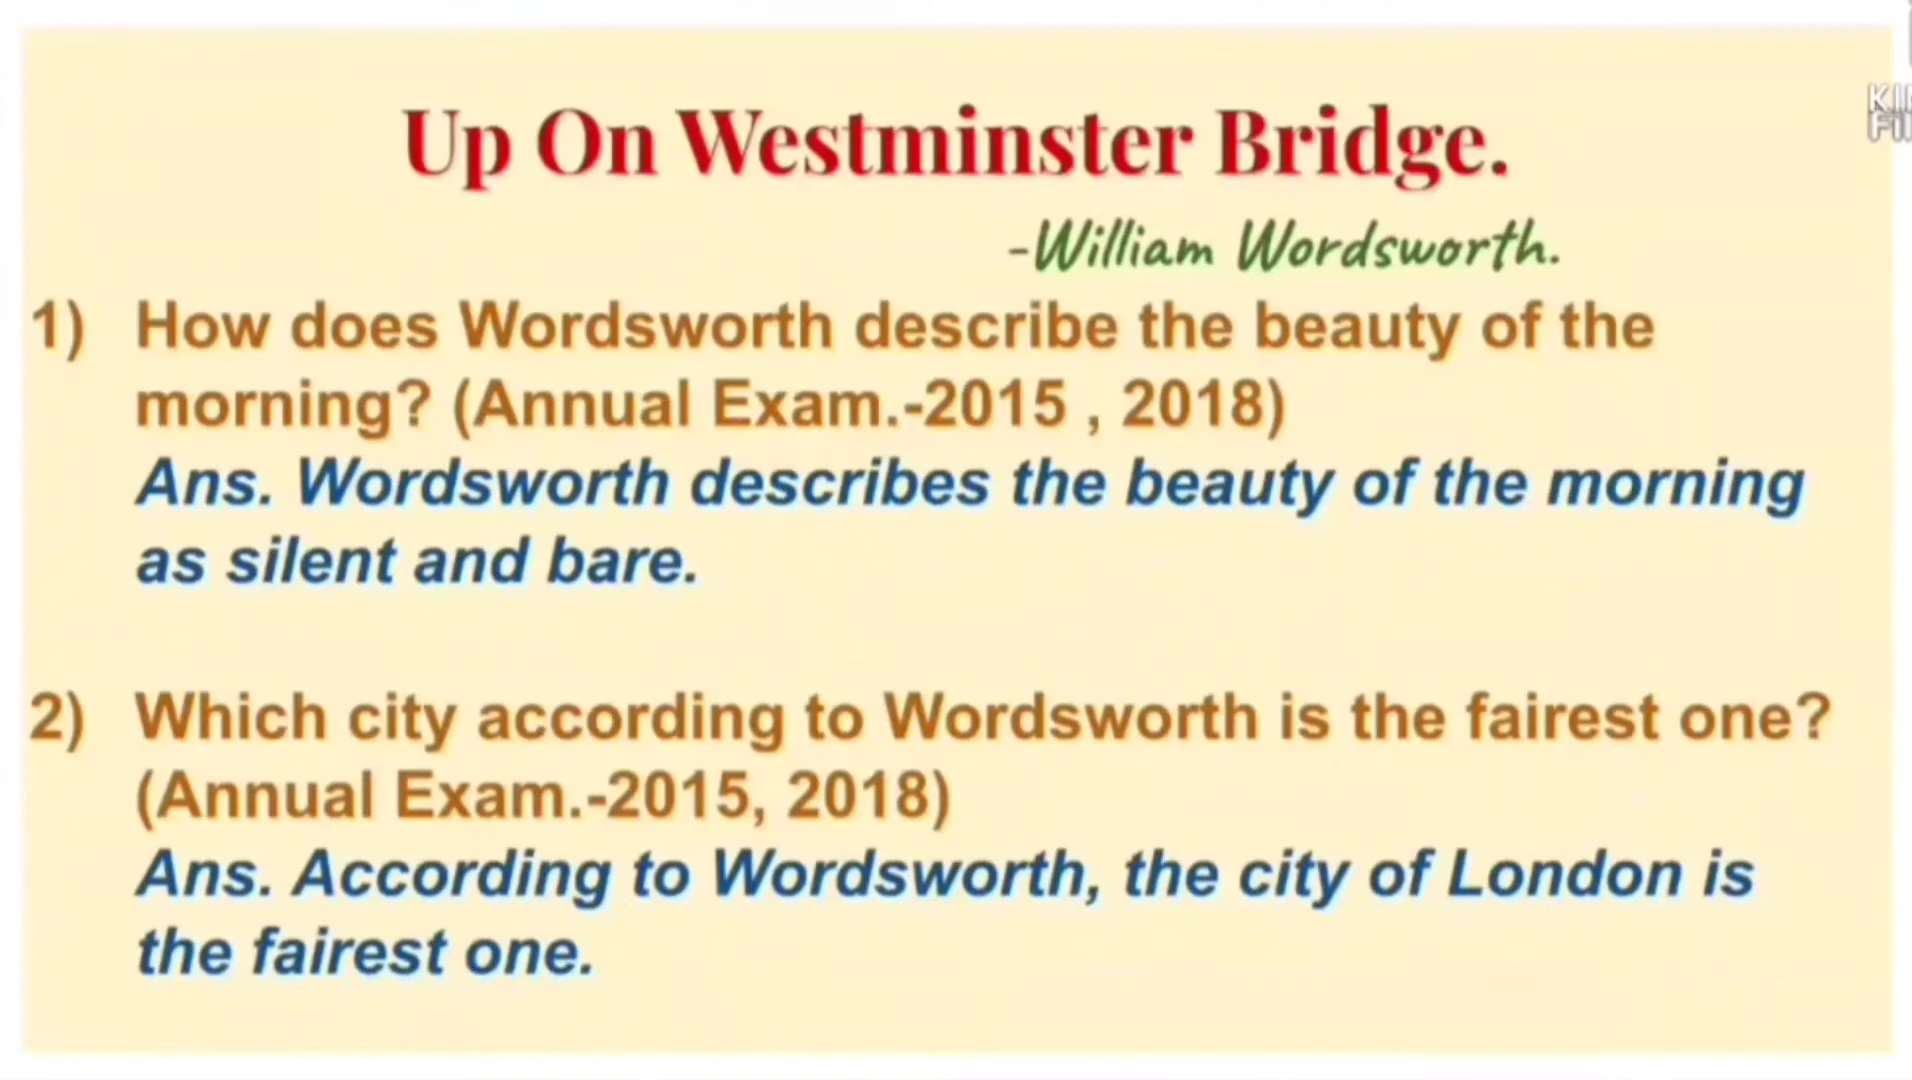 Up On Westminster Bridge.
-William Wordsworth.
1) How does Wordsworth describe the beauty of the
morning? (Annual Exam.-2015 , 2018)
Ans. Wordsworth describes the beauty of the morning
as silent and bare.
2) Which city according to Wordsworth is the fairest one?
(Annual Exam.-2015, 2018)
Ans. According to Wordsworth, the city of London is
the fairest one.